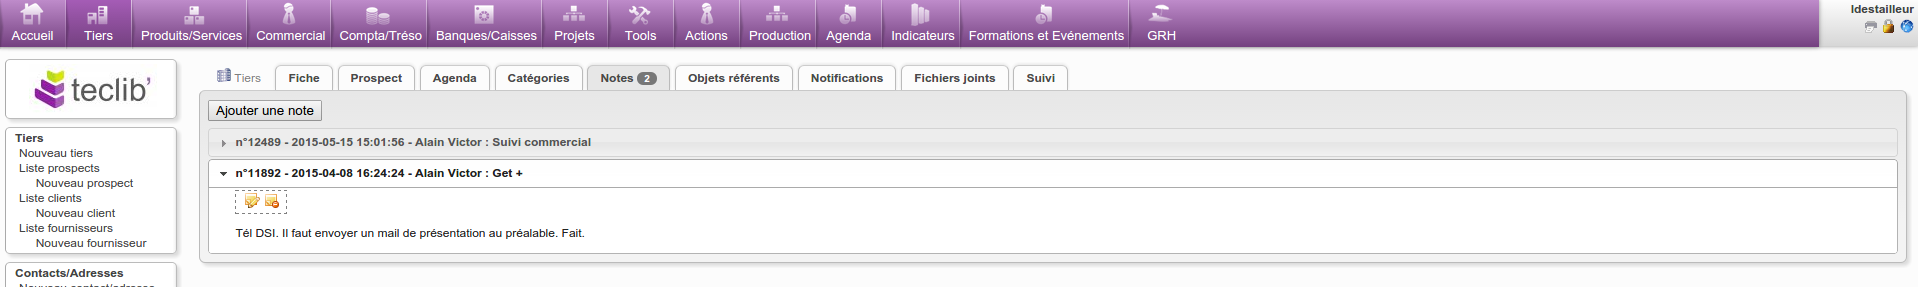 Accueil Tiers Produits/Services Commercial Compta/Tréso Banques/Caisses Projets Tools Actions Production Agenda Indicateurs Formations et Evénements GRH
ldestailleur
teclib'
Tiers
Nouveau tiers
Liste prospects
Nouveau prospect
Liste clients
Nouveau client
Liste fournisseurs
Nouveau fournisseur
Contacts/Adresses
Tiers Fiche Prospect Agenda Catégories Notes 2 Objets référents Notifications Fichiers joints Suivi
Ajouter une note
n°12489 - 2015-05-15 15:01:56 - Alain Victor : Suivi commercial
n°11892 - 2015-04-08 16:24:24 - Alain Victor : Get +
Tél DSI. Il faut envoyer un mail de présentation au préalable. Fait.